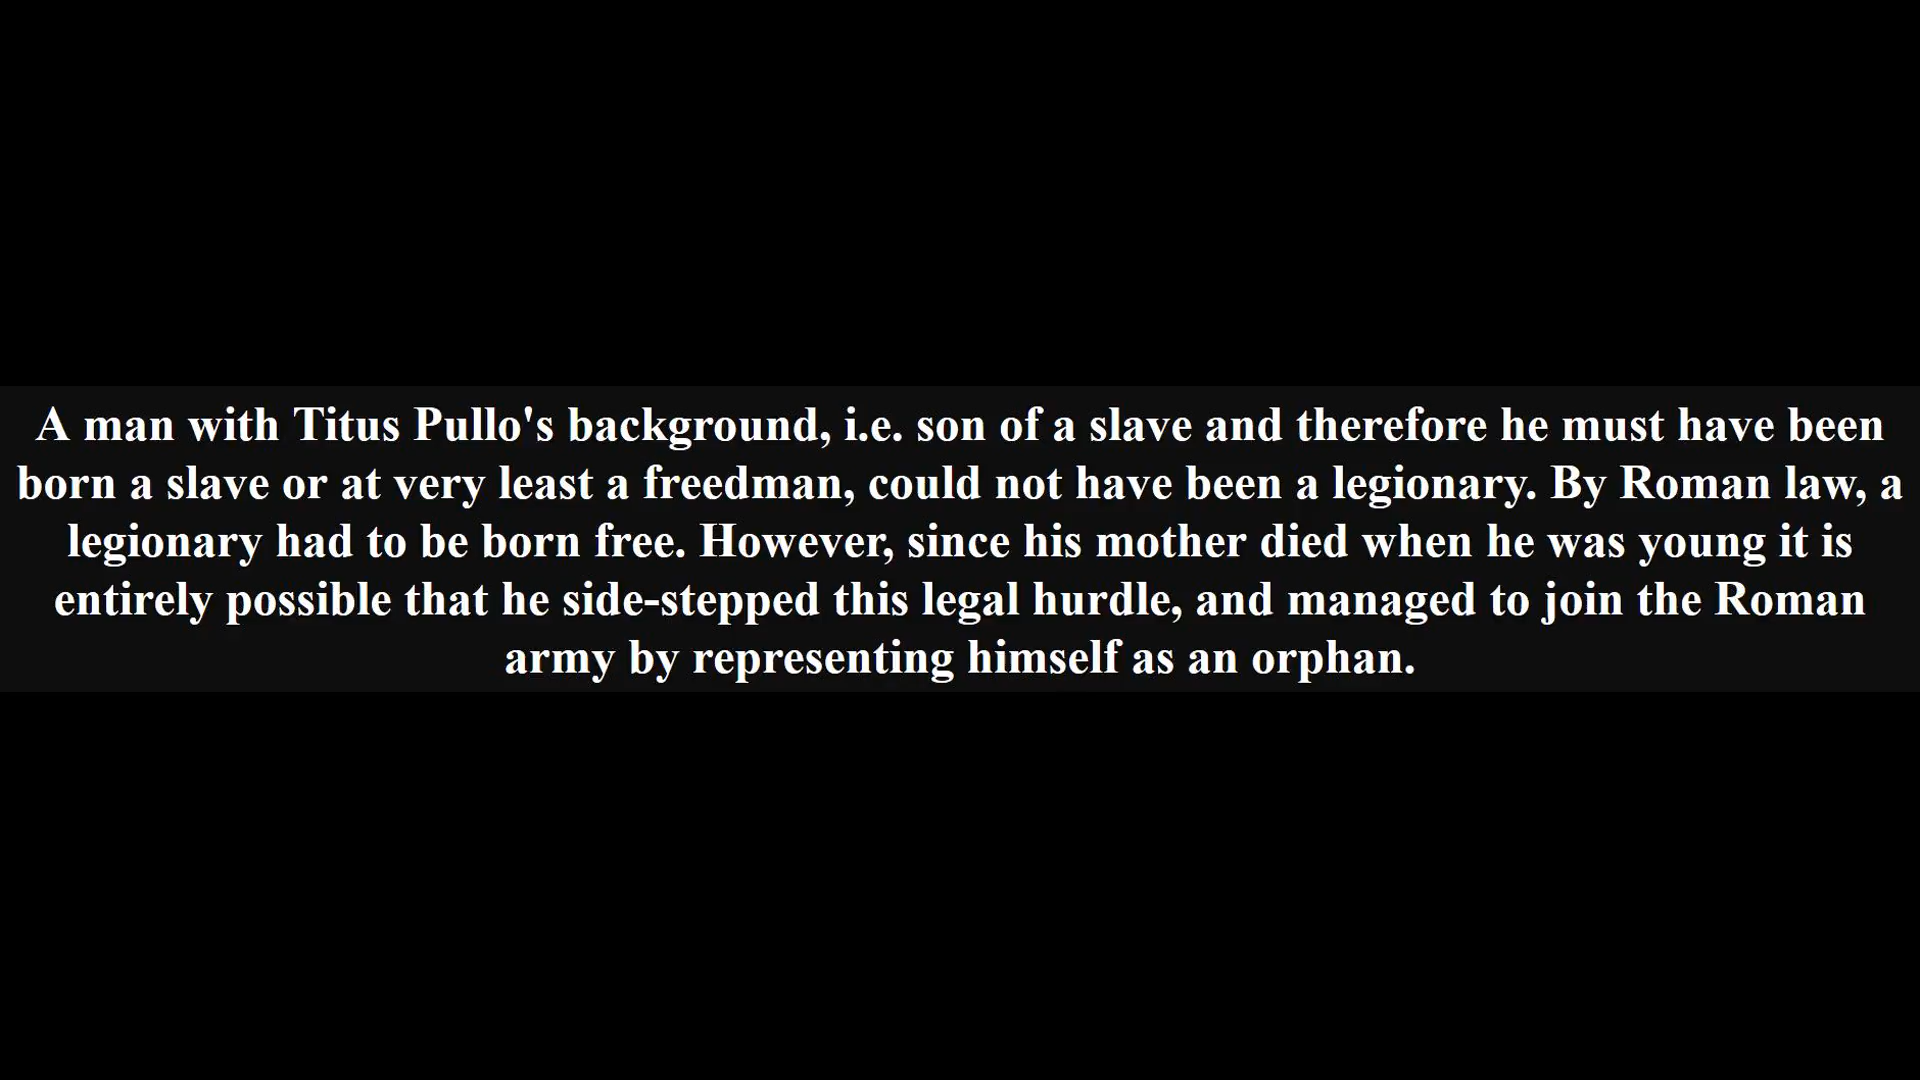 A man with Titus Pullo's background, i.e. son of a slave and therefore he must have been
born a slave or at very least a freedman, could not have been a legionary. By Roman law, a
legionary had to be born free. However, since his mother died when he was young it is
entirely possible that he side-stepped this legal hurdle, and managed to join the Roman
army by representing himself as an orphan.